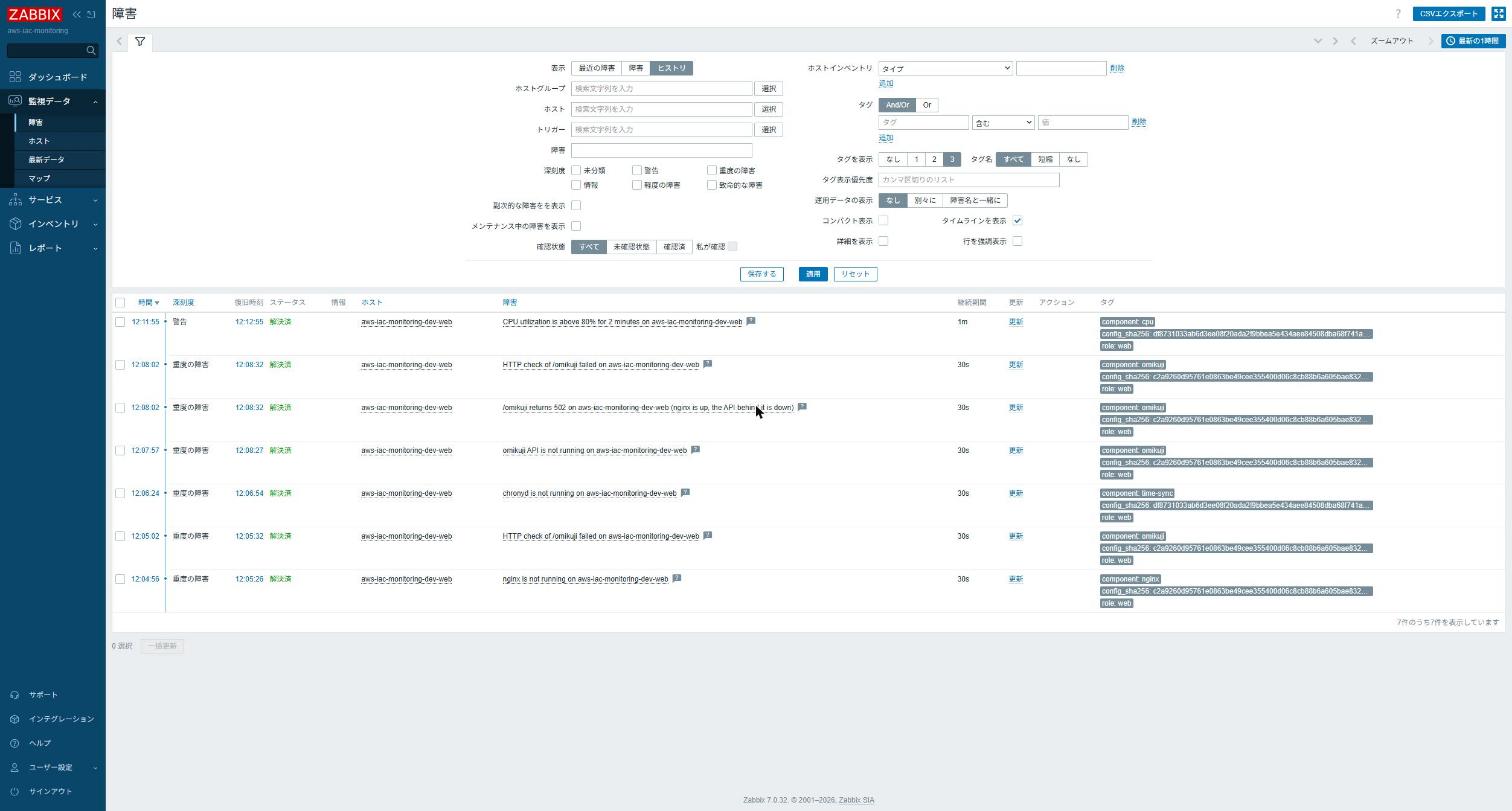 ZABBIX
aws-iac-monitoring
ダッシュボード
監視データ
障害
ホスト
最新データ
マップ
サービス
インベントリ
レポート
サポート
インテグレーション
ヘルプ
ユーザー設定
サインアウト
障害
? CSVエクスポート
ズームアウト 最新の1時間
表示 最近の障害 障害 ヒストリ
ホストグループ 検索文字列を入力 選択
ホスト 検索文字列を入力 選択
トリガー 検索文字列を入力 選択
障害
深刻度 未分類 警告 重度の障害
情報 軽度の障害 致命的な障害
副次的な障害をを表示
メンテナンス中の障害を表示
確認状態 すべて 未確認状態 確認済 私が確認
ホストインベントリ タイプ 削除
追加
タグ And/Or Or
タグ 含む 値 削除
追加
タグを表示 なし 1 2 3 タグ名 すべて 短縮 なし
タグ表示優先度 カンマ区切りのリスト
運用データの表示 なし 別々に 障害名と一緒に
コンパクト表示 タイムラインを表示
詳細を表示 行を強調表示
保存する 適用 リセット
時間 深刻度 復旧時刻 ステータス 情報 ホスト 障害 継続期間 更新 アクション タグ
12:11:55 警告 12:12:55 解決済 aws-iac-monitoring-dev-web CPU utilization is above 80% for 2 minutes on aws-iac-monitoring-dev-web ? 1m 更新 component: cpu
role: web
12:08:02 重度の障害 12:08:32 解決済 aws-iac-monitoring-dev-web HTTP check of /omikuji failed on aws-iac-monitoring-dev-web ? 30s 更新 component: omikuji
role: web
12:08:02 重度の障害 12:08:32 解決済 aws-iac-monitoring-dev-web /omikuji returns 502 on aws-iac-monitoring-dev-web (nginx is up, the API behind it is down) ? 30s 更新 component: omikuji
role: web
12:07:57 重度の障害 12:08:27 解決済 aws-iac-monitoring-dev-web omikuji API is not running on aws-iac-monitoring-dev-web ? 30s 更新 component: omikuji
role: web
12:06:24 重度の障害 12:06:54 解決済 aws-iac-monitoring-dev-web chronyd is not running on aws-iac-monitoring-dev-web ? 30s 更新 component: time-sync
role: web
12:05:02 重度の障害 12:05:32 解決済 aws-iac-monitoring-dev-web HTTP check of /omikuji failed on aws-iac-monitoring-dev-web ? 30s 更新 component: omikuji
role: web
12:04:56 重度の障害 12:05:26 解決済 aws-iac-monitoring-dev-web nginx is not running on aws-iac-monitoring-dev-web ? 30s 更新 component: nginx
role: web
7件のうち7件を表示しています
0 選択 一括更新
Zabbix 7.0.32. © 2001–2026, Zabbix SIA